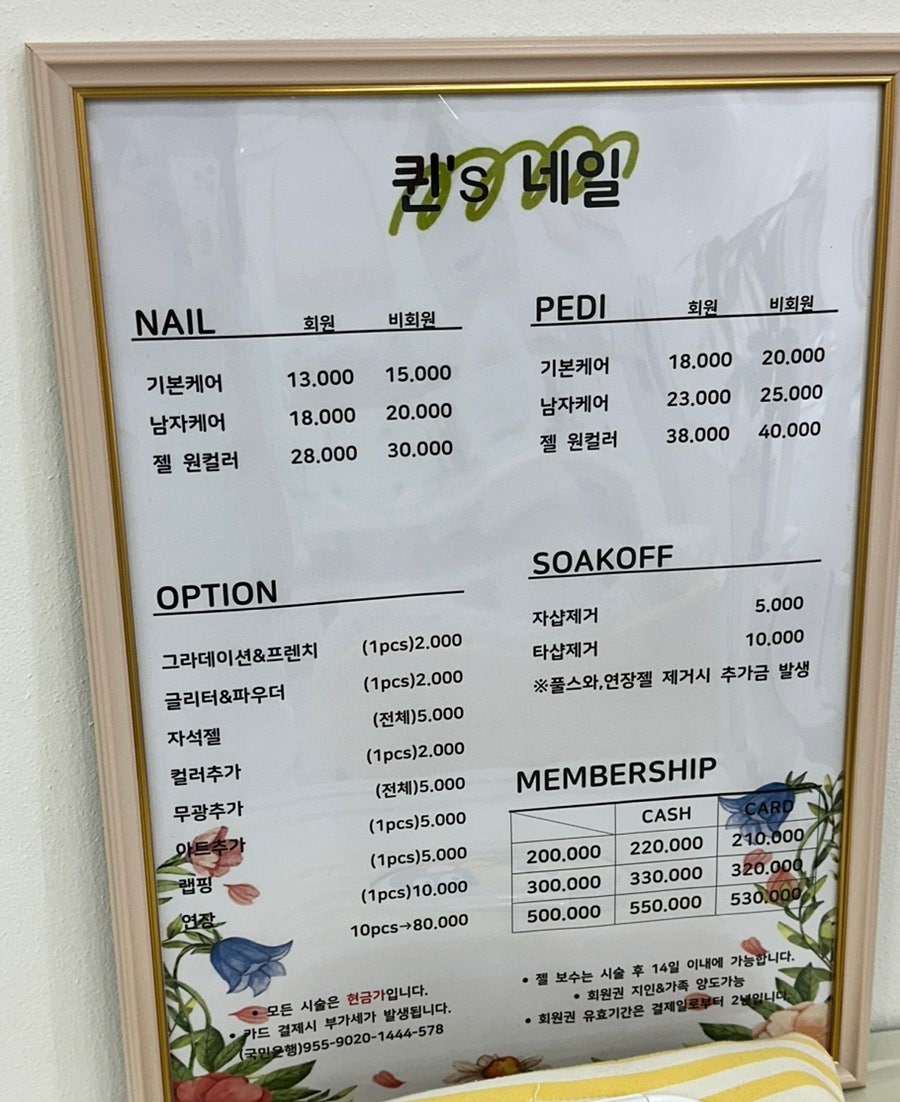 퀸's 네일
NAIL 회원 비회원
기본케어 13.000 15.000
남자케어 18.000 20.000
젤 원컬러 28.000 30.000
PEDI 회원 비회원
기본케어 18.000 20.000
남자케어 23.000 25.000
젤 원컬러 38.000 40.000
OPTION
그라데이션&프렌치 (1pcs)2.000
글리터&파우더 (1pcs)2.000
자석젤 (전체)5.000
컬러추가 (1pcs)2.000
무광추가 (전체)5.000
아트추가 (1pcs)5.000
랩핑 (1pcs)5.000
연장 (1pcs)10.000
10pcs→80.000
SOAKOFF
자샵제거 5.000
타샵제거 10.000
※풀스와,연장젤 제거시 추가금 발생
MEMBERSHIP
CASH CARD
200.000 220.000 210.000
300.000 330.000 320.000
500.000 550.000 530.000
• 모든 시술은 현금가입니다.
• 카드 결제시 부가세가 발생됩니다.
(국민은행)955-9020-1444-578
• 젤 보수는 시술 후 14일 이내에 가능합니다.
• 회원권 지인&가족 양도가능
• 회원권 유효기간은 결제일로부터 2년입니다.